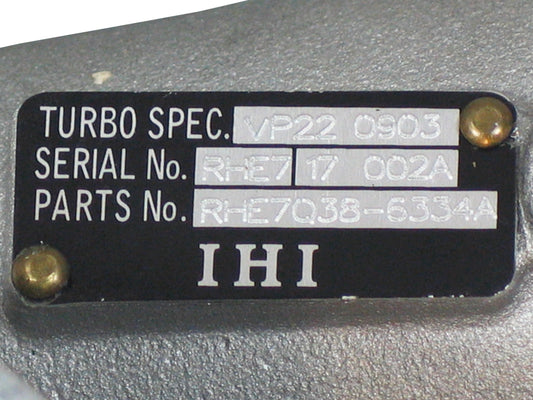 TURBO SPEC. VP22 0903
SERIAL No. RHE7 17 002A
PARTS No. RHE7Q38-6334A
IHI